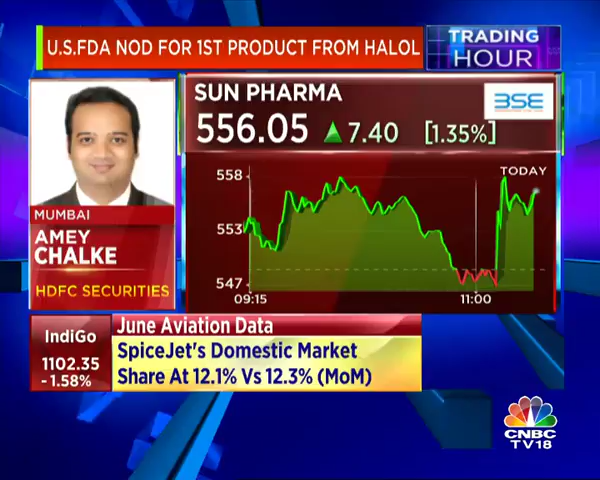 U.S.FDA NOD FOR 1ST PRODUCT FROM HALOL
TRADING
HOUR
SUN PHARMA
BSE
556.05 ▲ 7.40 [1.35%]
TODAY
558
553
547
09:15 11:00
MUMBAI
AMEY
CHALKE
HDFC SECURITIES
IndiGo
1102.35
-1.58%
June Aviation Data
SpiceJet's Domestic Market
Share At 12.1% Vs 12.3% (MoM)
CNBC
TV18